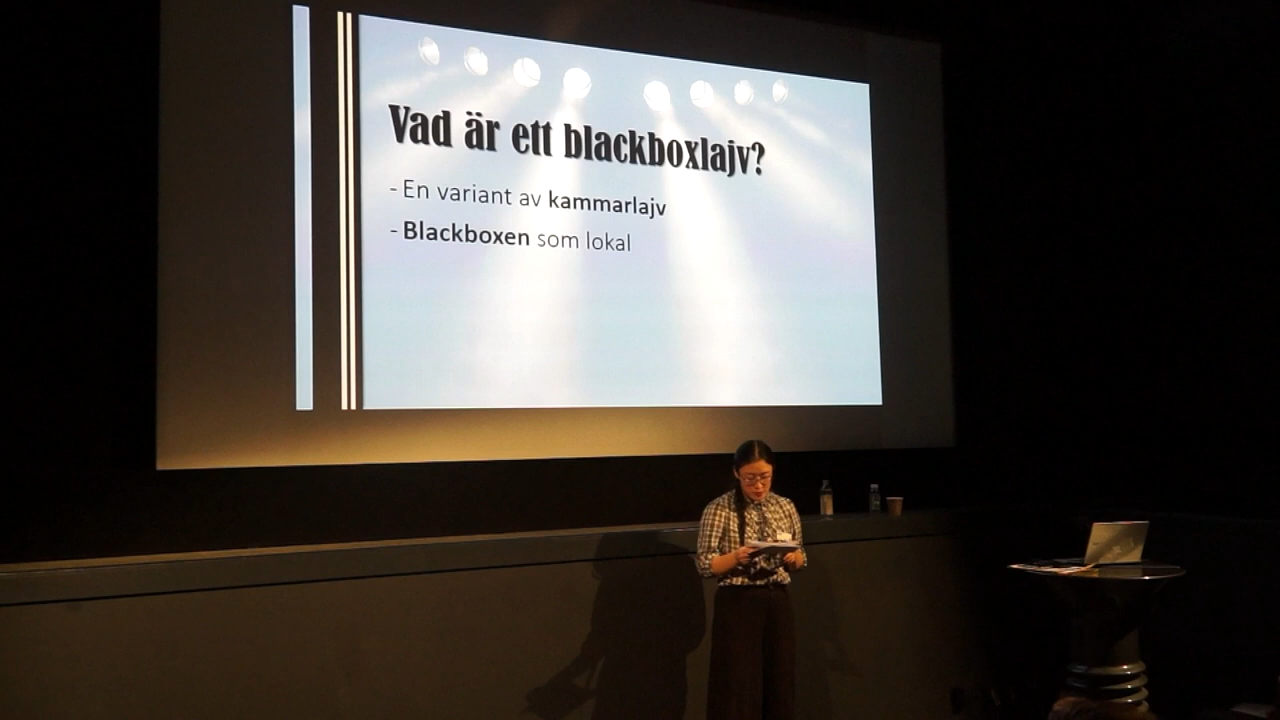 Vad är ett blackboxlajv?
- En variant av kammarlajv
- Blackboxen som lokal